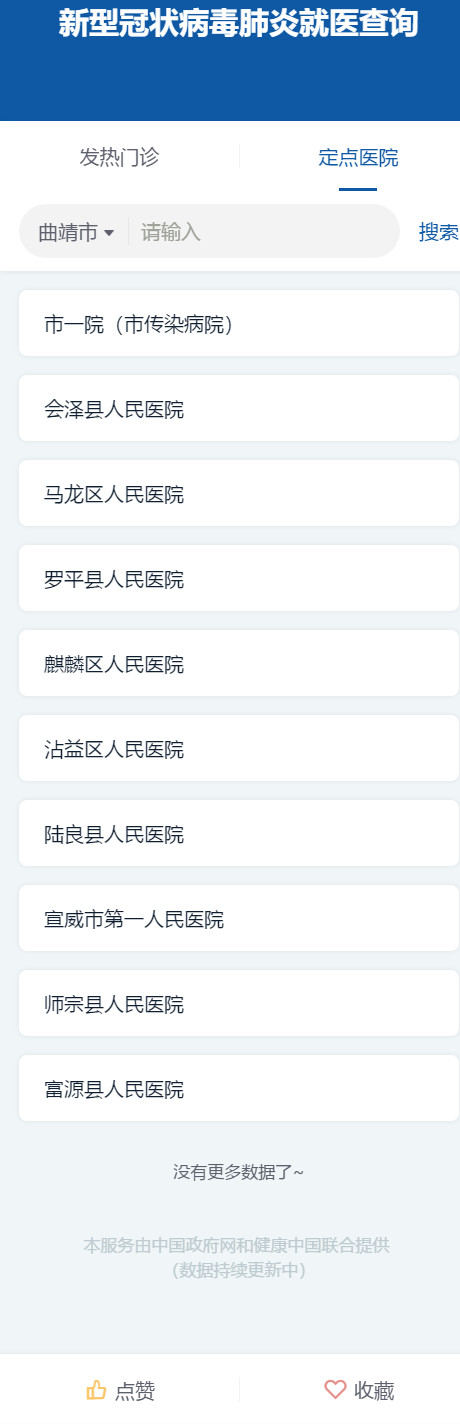 新型冠状病毒肺炎就医查询
发热门诊
定点医院
曲靖市
请输入
搜索
市一院（市传染病院）
会泽县人民医院
马龙区人民医院
罗平县人民医院
麒麟区人民医院
沾益区人民医院
陆良县人民医院
宣威市第一人民医院
师宗县人民医院
富源县人民医院
没有更多数据了~
本服务由中国政府网和健康中国联合提供
（数据持续更新中）
点赞
收藏